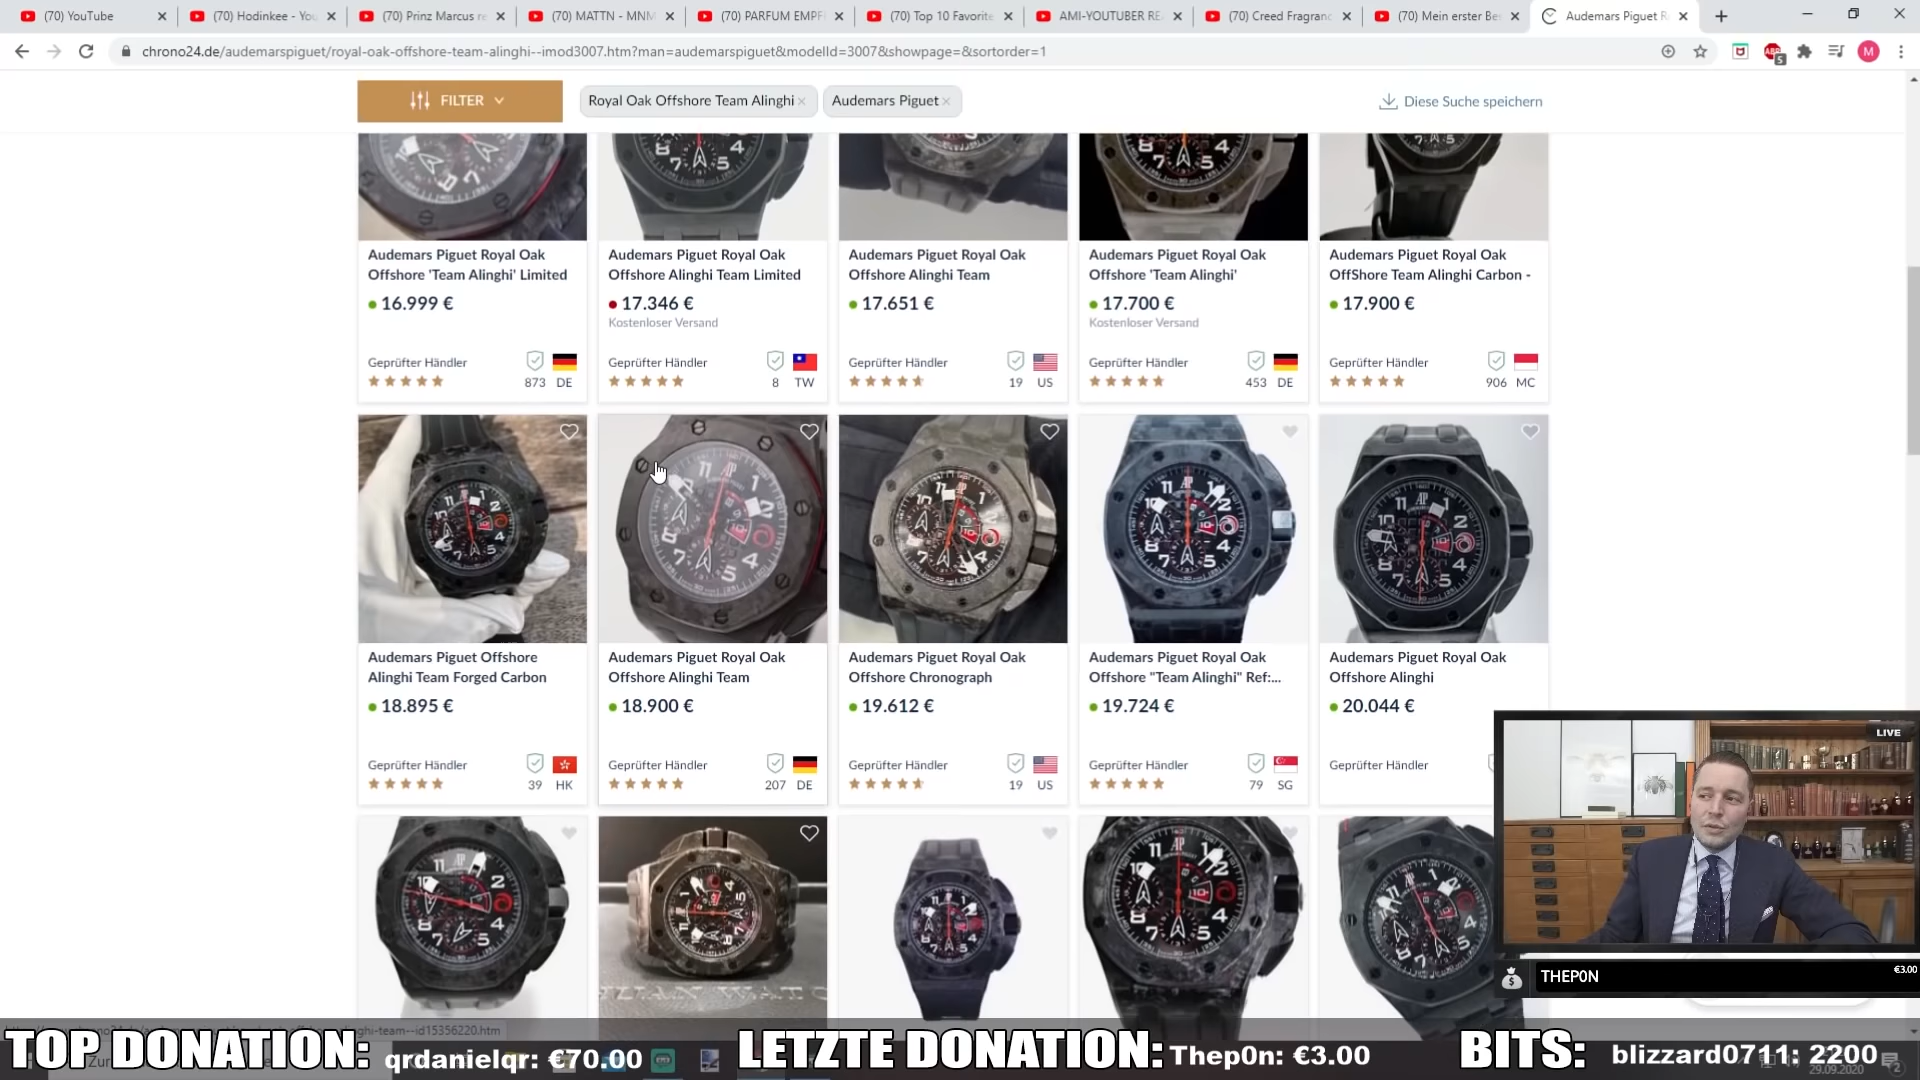 (70) YouTube
(70) Hodinkee - You
(70) Prinz Marcus re
(70) MATTN - MNM
(70) PARFUM EMPF
(70) Top 10 Favorite
AMI-YOUTUBER RE
(70) Creed Fragranc
(70) Mein erster Be
Audemars Piguet R
chrono24.de/audemarspiguet/royal-oak-offshore-team-alinghi--imod3007.htm?man=audemarspiguet&modelId=3007&showpage=&sortorder=1
FILTER
Royal Oak Offshore Team Alinghi
Audemars Piguet
Diese Suche speichern
Audemars Piguet Royal Oak
Offshore 'Team Alinghi' Limited
16.999 €
Geprüfter Händler
873 DE
Audemars Piguet Royal Oak
Offshore Alinghi Team Limited
17.346 €
Kostenloser Versand
Geprüfter Händler
8 TW
Audemars Piguet Royal Oak
Offshore Alinghi Team
17.651 €
Geprüfter Händler
19 US
Audemars Piguet Royal Oak
Offshore 'Team Alinghi'
17.700 €
Kostenloser Versand
Geprüfter Händler
453 DE
Audemars Piguet Royal Oak
OffShore Team Alinghi Carbon -
17.900 €
Geprüfter Händler
906 MC
Audemars Piguet Offshore
Alinghi Team Forged Carbon
18.895 €
Geprüfter Händler
39 HK
Audemars Piguet Royal Oak
Offshore Alinghi Team
18.900 €
Geprüfter Händler
207 DE
Audemars Piguet Royal Oak
Offshore Chronograph
19.612 €
Geprüfter Händler
19 US
Audemars Piguet Royal Oak
Offshore "Team Alinghi" Ref:...
19.724 €
Geprüfter Händler
79 SG
Audemars Piguet Royal Oak
Offshore Alinghi
20.044 €
Geprüfter Händler
LIVE
THEP0N
€3.00
TOP DONATION: qrdanielqr: €70.00
LETZTE DONATION: Thep0n: €3.00
BITS: blizzard0711: 2200
29.09.2020